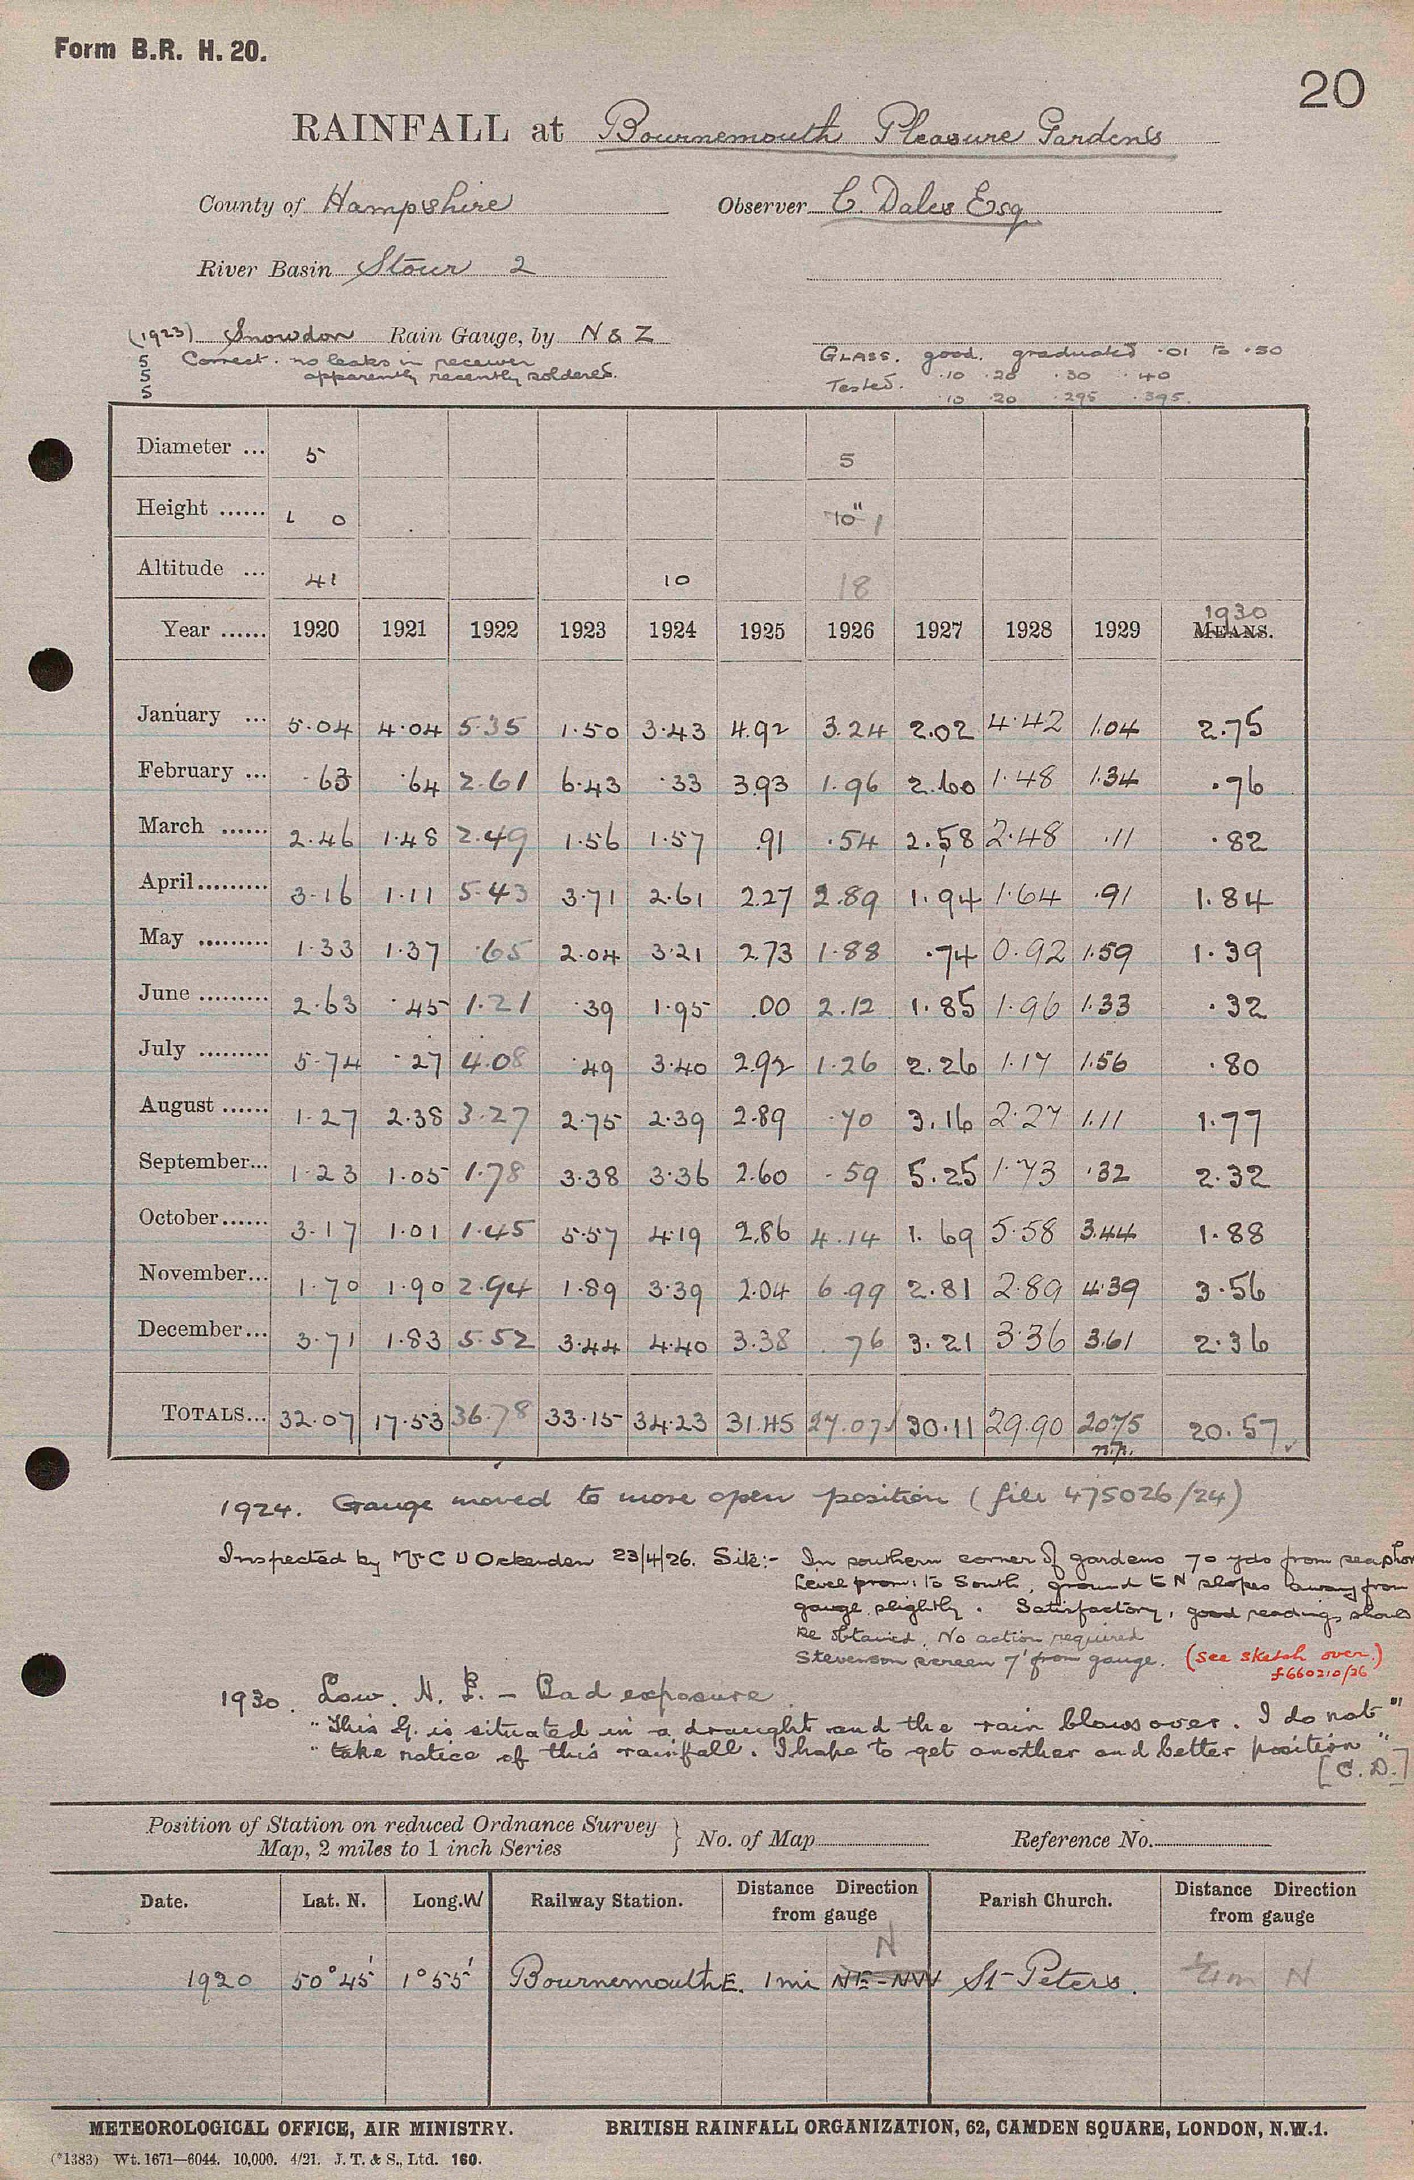 Form B.R. H. 20.
20
RAINFALL at Bournemouth Pleasure Gardens
County of Hampshire Observer C. Dales Esq
River Basin Stour 2
(1923) Snowdon Rain Gauge, by N & Z
5 Correct. no leaks in receiver
5 apparently recently soldered.
5
GLASS. good. graduated .01 to .50
Tested. .10 .20 .30 .40
.10 .20 .295 .395.
Diameter ... 5 5
Height ...... 1 0 10" 1
Altitude ... 41 10 18
1930
Year ...... 1920 1921 1922 1923 1924 1925 1926 1927 1928 1929 MEANS.
January ... 5.04 4.04 5.35 1.50 3.43 4.92 3.24 2.02 4.42 1.04 2.75
February ... .63 .64 2.61 6.43 .33 3.93 1.96 2.60 1.48 1.34 .76
March ...... 2.46 1.48 2.49 1.56 1.57 .91 .54 2.58 2.48 .11 .82
April......... 3.16 1.11 5.43 3.71 2.61 2.27 2.89 1.94 1.64 .91 1.84
May ......... 1.33 1.37 .65 2.04 3.21 2.73 1.88 .74 0.92 1.59 1.39
June ......... 2.63 .45 1.21 .39 1.95 .00 2.12 1.85 1.96 1.33 .32
July ......... 5.74 .27 4.08 .49 3.40 2.92 1.26 2.26 1.17 1.56 .80
August ...... 1.27 2.38 3.27 2.75 2.39 2.89 .70 3.16 2.27 1.11 1.77
September... 1.23 1.05 1.78 3.38 3.36 2.60 .59 5.25 1.73 .32 2.32
October...... 3.17 1.01 1.45 5.57 4.19 2.86 4.14 1.69 5.58 3.44 1.88
November... 1.70 1.90 2.94 1.89 3.39 2.04 6.99 2.81 2.89 4.39 3.56
December... 3.71 1.83 5.52 3.44 4.40 3.38 .76 3.21 3.36 3.61 2.36
TOTALS... 32.07 17.53 36.78 33.15 34.23 31.45 27.07 30.11 29.90 20.75 20.57
n.p.
1924. Gauge moved to more open position (file 475026/24)
Inspected by Mr C U Ockenden 23/4/26. Site:- In southern corner of gardens 70 yds from seashor
Level prom: to South, ground to N slopes away from
gauge slightly. Satisfactory, good readings should
be obtained. No action required
Stevenson screen 7' from gauge. (see sketch over.)
f660210/26
1930. Low. N. P. - Bad exposure.
"This G. is situated in a draught and the rain blows over. I do not"
"take notice of this rainfall. I hope to get another and better position"
[C. D.]
Position of Station on reduced Ordnance Survey
Map, 2 miles to 1 inch Series } No. of Map Reference No.
Date. Lat. N. Long. W Railway Station. Distance Direction from gauge Parish Church. Distance Direction from gauge
N
1920 50° 45' 1° 55' Bournemouth E. 1 mi NE - NW St Peters. N
METEOROLOGICAL OFFICE, AIR MINISTRY. BRITISH RAINFALL ORGANIZATION, 62, CAMDEN SQUARE, LONDON, N.W.1.
(*1383) Wt. 1671—6044. 10,000. 4/21. J. T. & S., Ltd. 160.